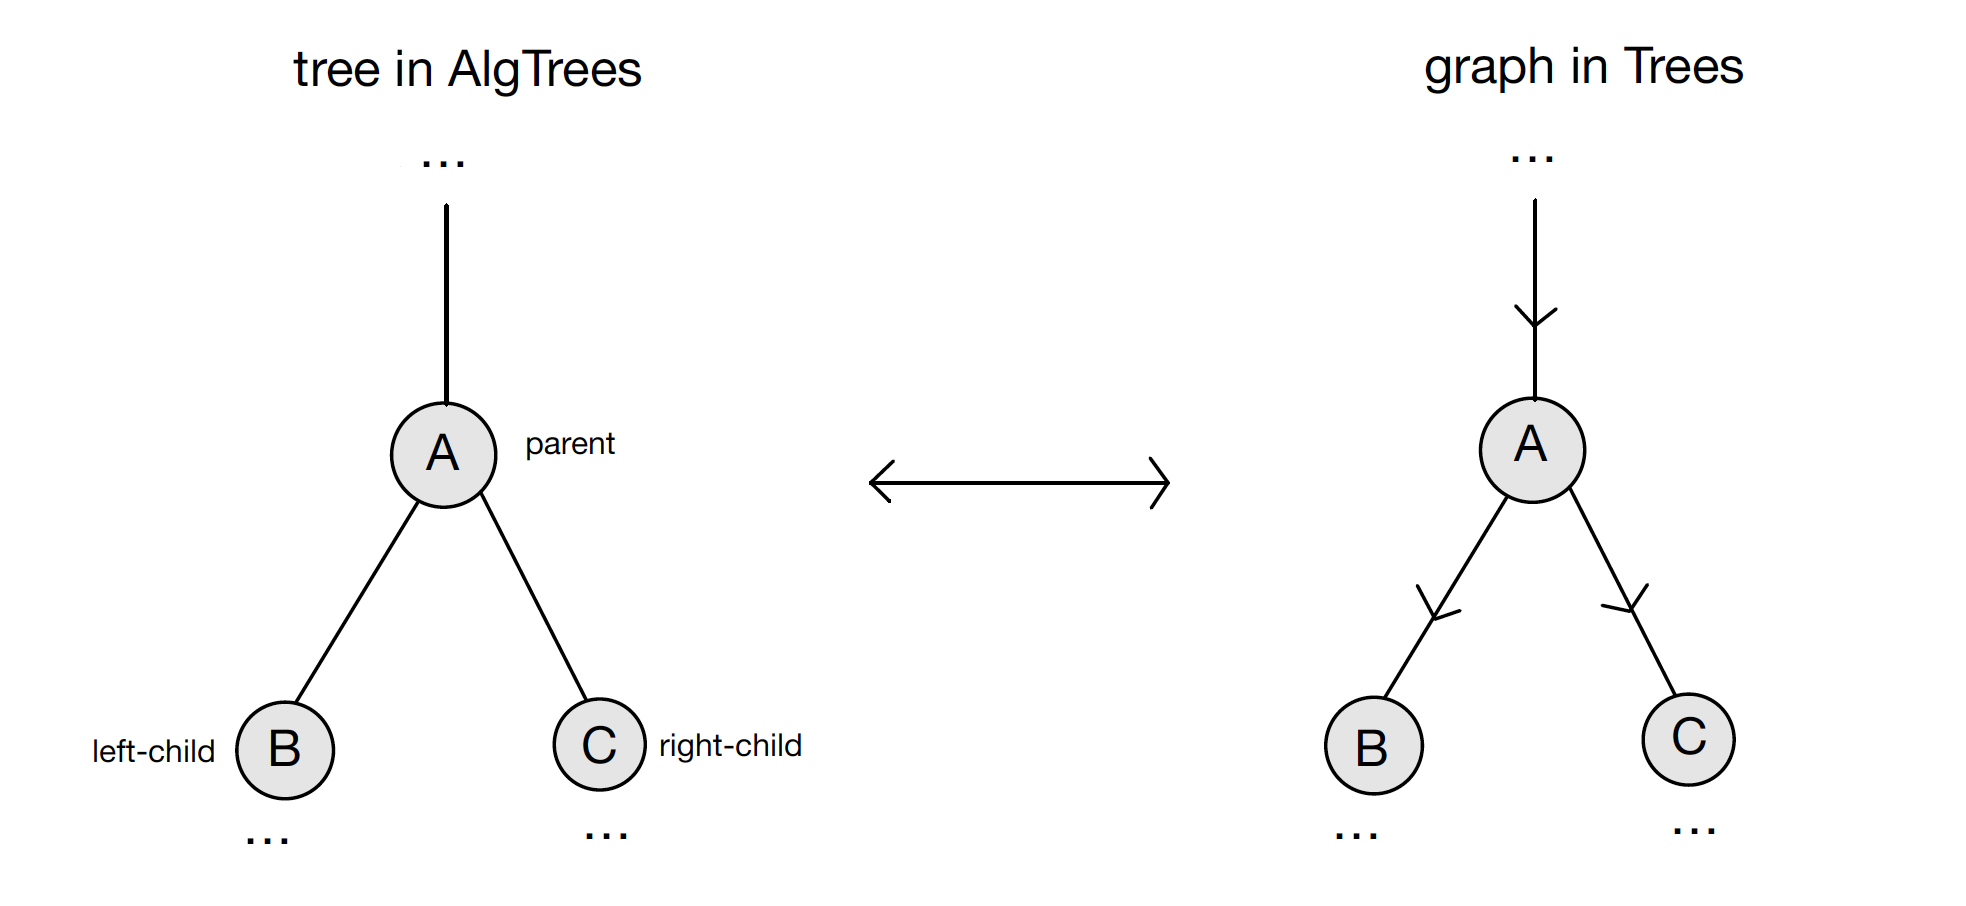 tree in AlgTrees
graph in Trees
...
...
A
parent
A
left-child
B
C
right-child
B
C
...
...
...
...